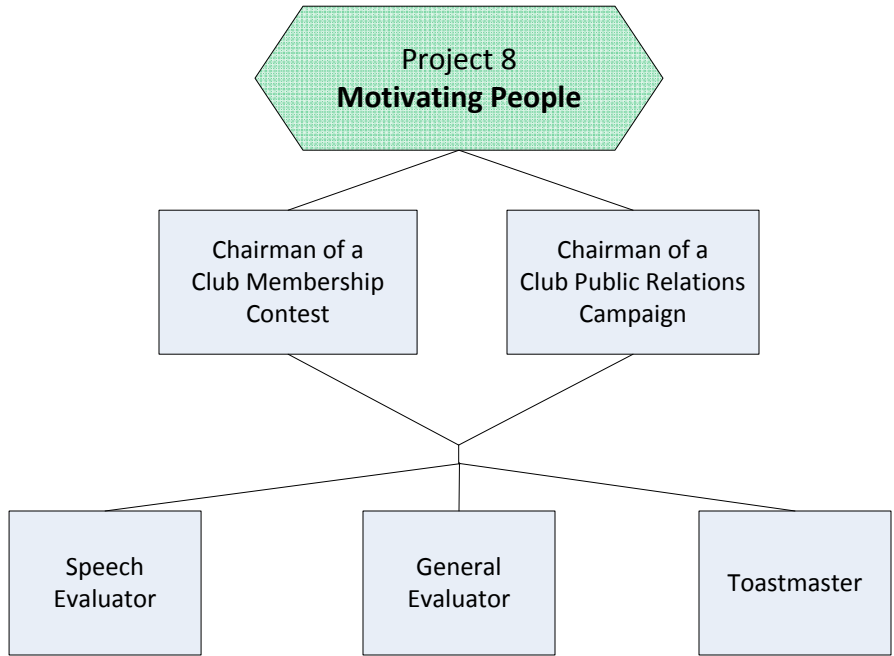 Project 8
Motivating People
Chairman of a
Club Membership
Contest
Chairman of a
Club Public Relations
Campaign
Speech
Evaluator
General
Evaluator
Toastmaster